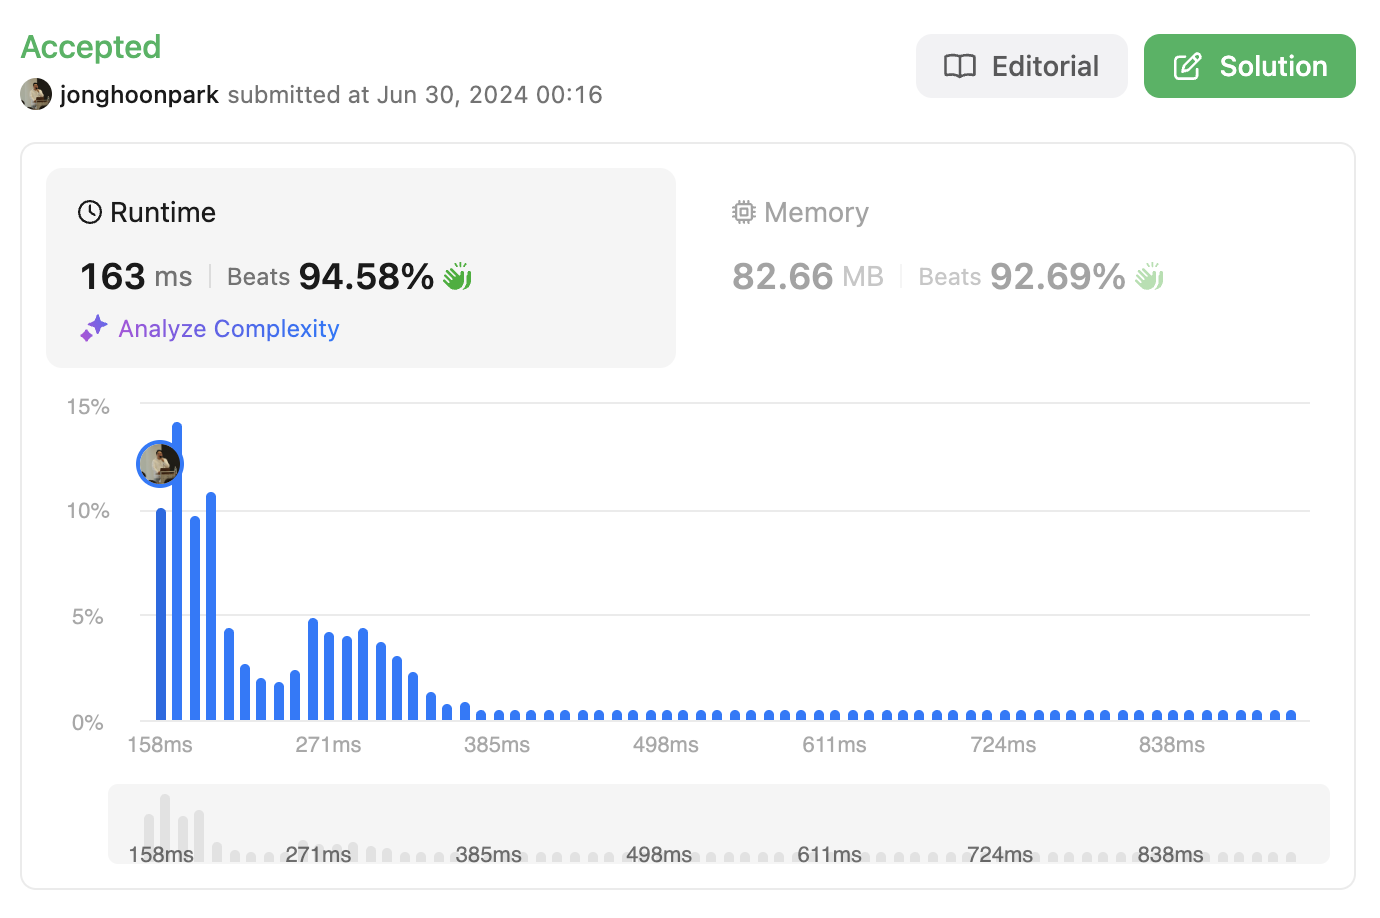 Accepted
jonghoonpark submitted at Jun 30, 2024 00:16
Editorial
Solution
Runtime
163 ms Beats 94.58%
Analyze Complexity
Memory
82.66 MB Beats 92.69%
15%
10%
5%
0%
158ms 271ms 385ms 498ms 611ms 724ms 838ms
158ms 271ms 385ms 498ms 611ms 724ms 838ms